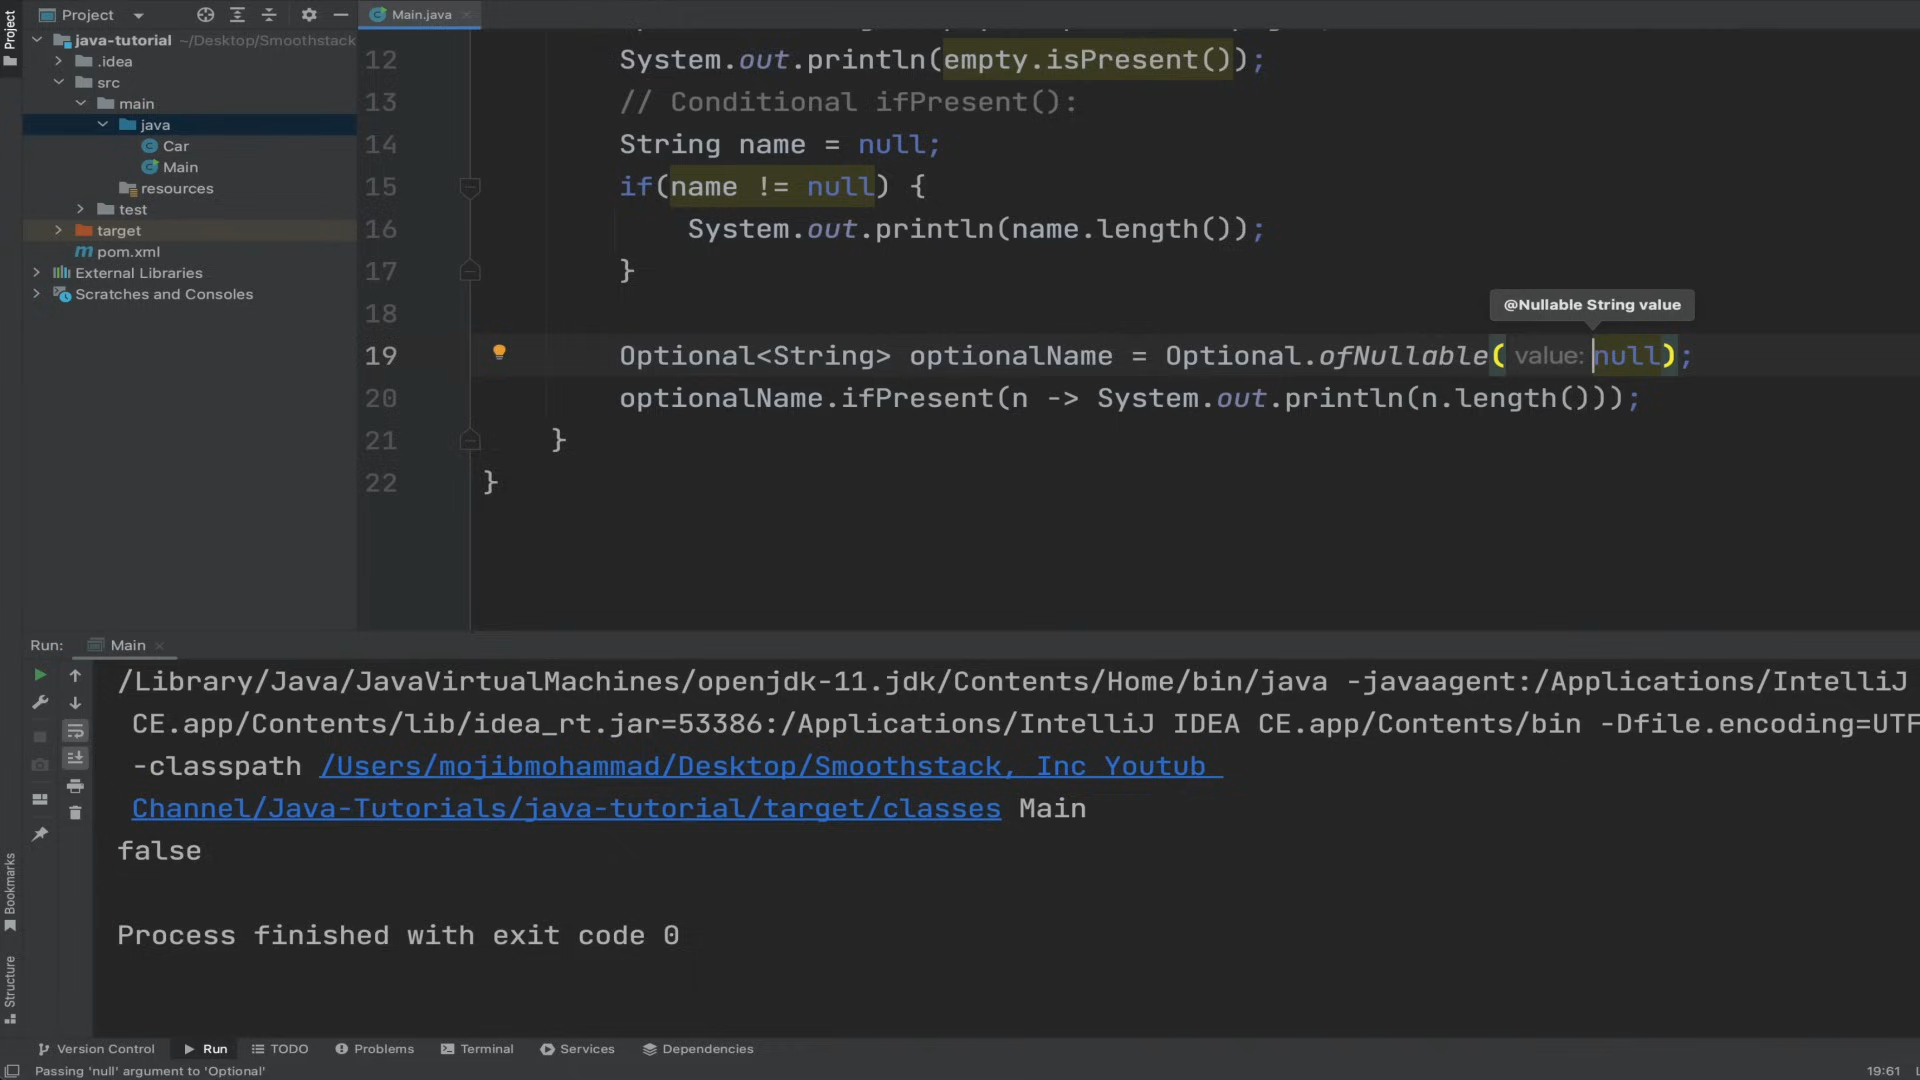 Project
Project
Main.java
java-tutorial ~/Desktop/Smoothstack
.idea
src
main
java
Car
Main
resources
test
target
pom.xml
External Libraries
Scratches and Consoles
12 System.out.println(empty.isPresent());
13 // Conditional ifPresent():
14 String name = null;
15 if(name != null) {
16 System.out.println(name.length());
17 }
18
@Nullable String value
19 Optional<String> optionalName = Optional.ofNullable( value: null);
20 optionalName.ifPresent(n -> System.out.println(n.length()));
21 }
22 }
Run: Main
/Library/Java/JavaVirtualMachines/openjdk-11.jdk/Contents/Home/bin/java -javaagent:/Applications/IntelliJ
CE.app/Contents/lib/idea_rt.jar=53386:/Applications/IntelliJ IDEA CE.app/Contents/bin -Dfile.encoding=UTF
-classpath /Users/mojibmohammad/Desktop/Smoothstack, Inc Youtub
Channel/Java-Tutorials/java-tutorial/target/classes Main
false
Process finished with exit code 0
Bookmarks
Structure
Version Control Run TODO Problems Terminal Services Dependencies
Passing 'null' argument to 'Optional' 19:61